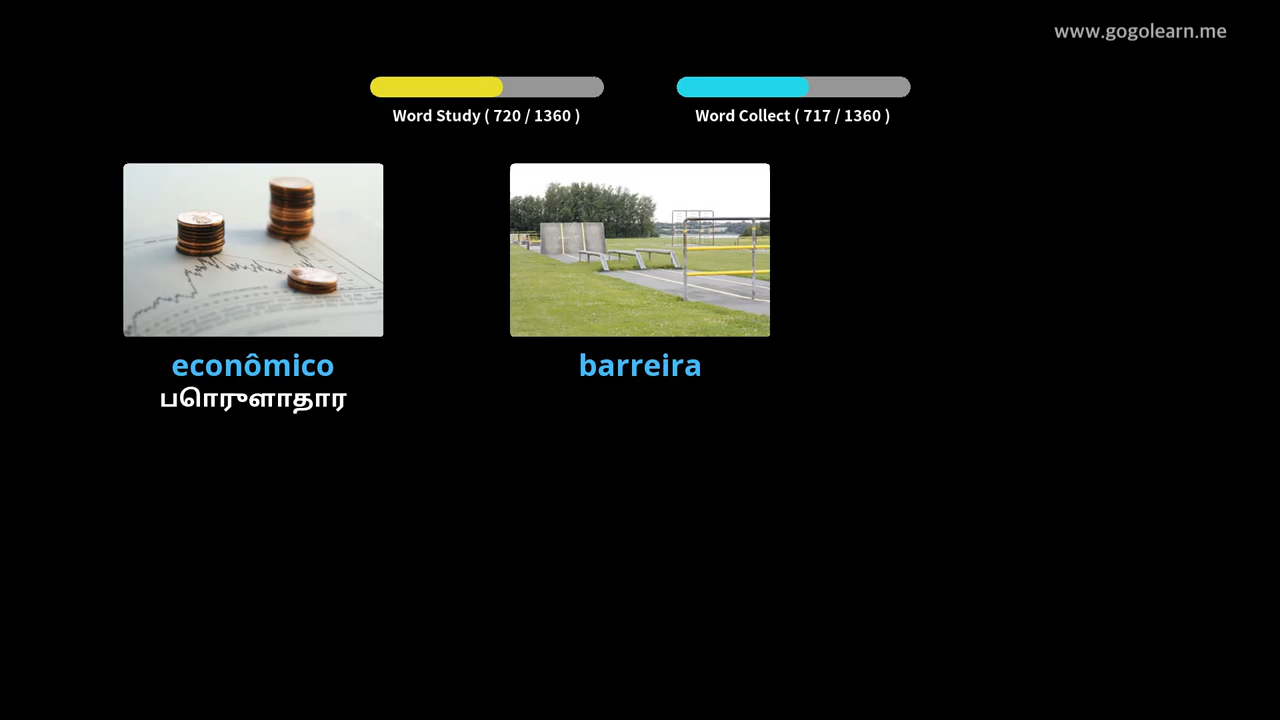 www.gogolearn.me
Word Study ( 720 / 1360 )
Word Collect ( 717 / 1360 )
econômico
barreira
பொருளாதார